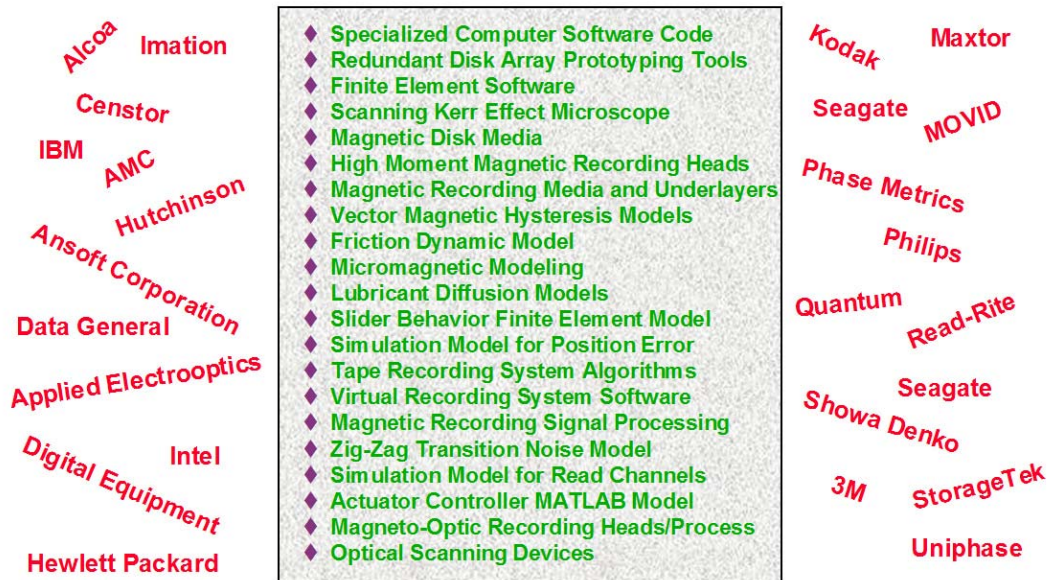 Alcoa
Imation
Censtor
IBM
AMC
Hutchinson
Ansoft Corporation
Data General
Applied Electrooptics
Intel
Digital Equipment
Hewlett Packard
Specialized Computer Software Code
Redundant Disk Array Prototyping Tools
Finite Element Software
Scanning Kerr Effect Microscope
Magnetic Disk Media
High Moment Magnetic Recording Heads
Magnetic Recording Media and Underlayers
Vector Magnetic Hysteresis Models
Friction Dynamic Model
Micromagnetic Modeling
Lubricant Diffusion Models
Slider Behavior Finite Element Model
Simulation Model for Position Error
Tape Recording System Algorithms
Virtual Recording System Software
Magnetic Recording Signal Processing
Zig-Zag Transition Noise Model
Simulation Model for Read Channels
Actuator Controller MATLAB Model
Magneto-Optic Recording Heads/Process
Optical Scanning Devices
Kodak
Maxtor
Seagate
MOVID
Phase Metrics
Philips
Quantum
Read-Rite
Seagate
Showa Denko
3M
StorageTek
Uniphase